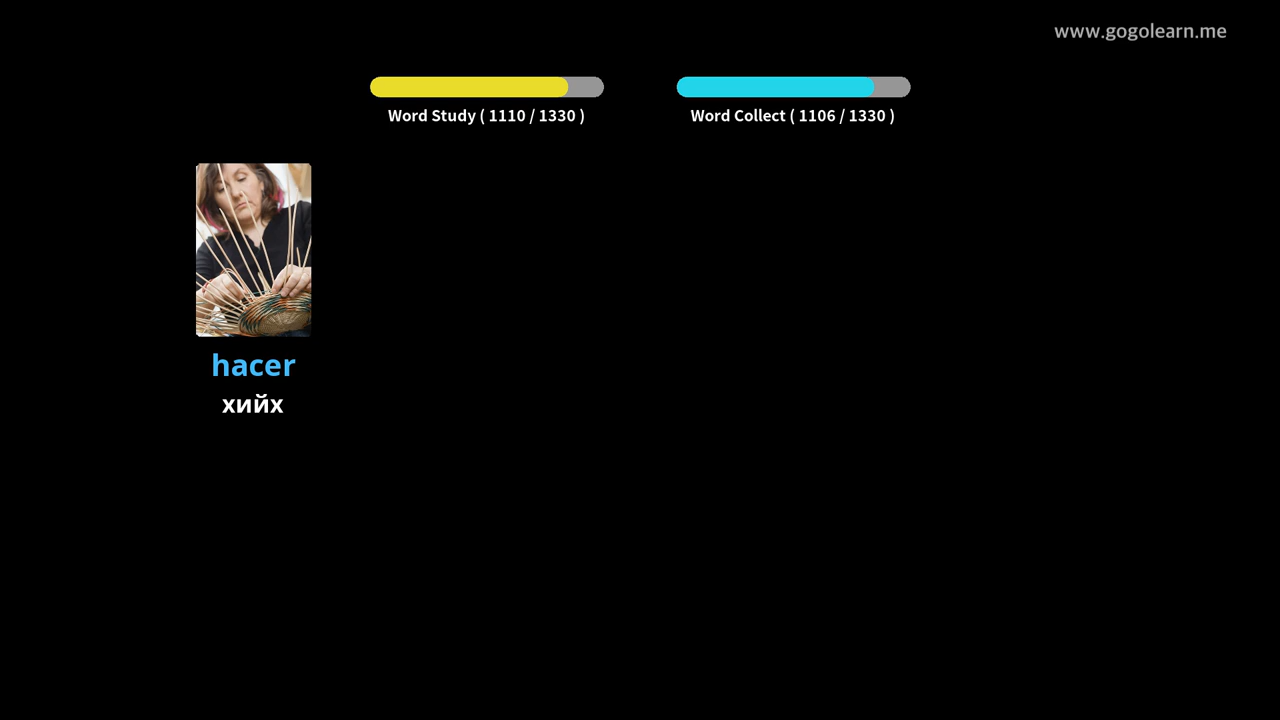 www.gogolearn.me
Word Study ( 1110 / 1330 )
Word Collect ( 1106 / 1330 )
hacer
хийх